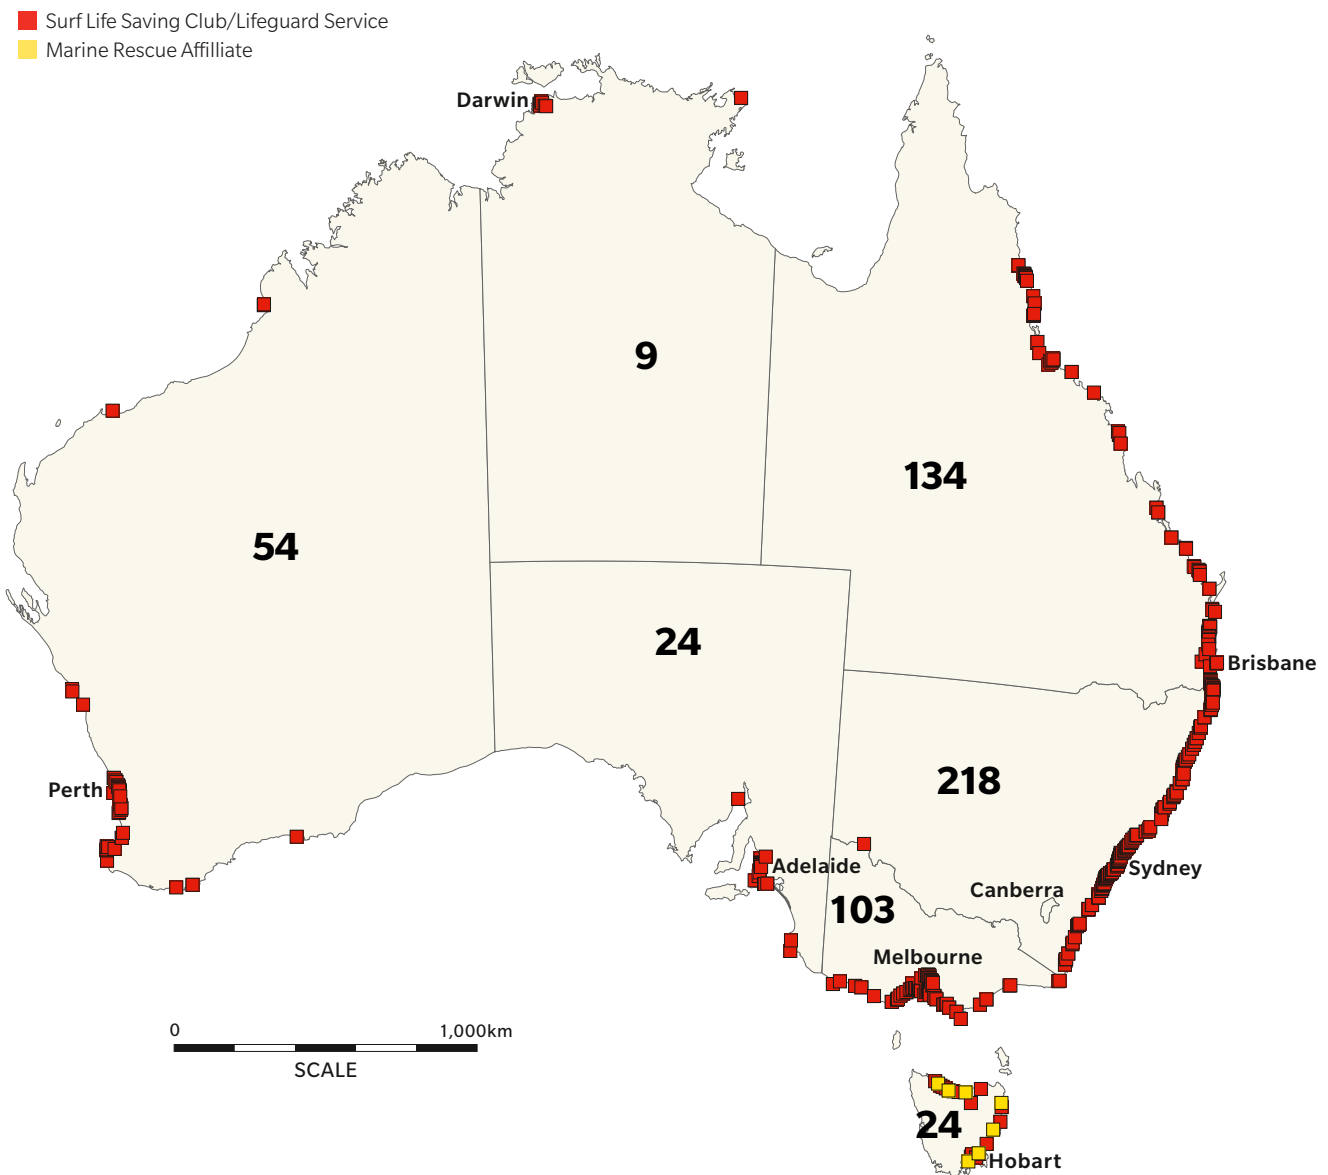 Surf Life Saving Club/Lifeguard Service
Marine Rescue Affilliate
Darwin
9
134
54
24
Brisbane
218
Perth
Adelaide
Sydney
Canberra
103
Melbourne
0 1,000km
SCALE
24
Hobart